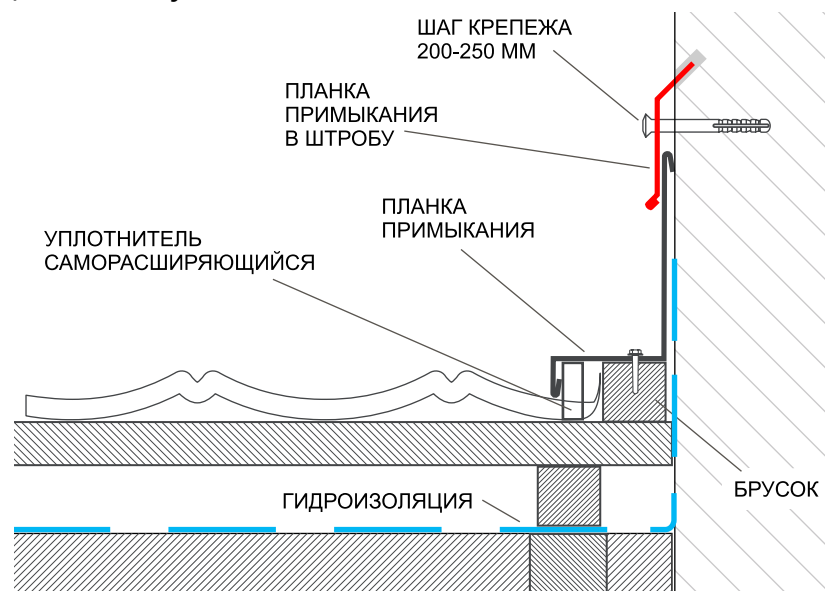 ШАГ КРЕПЕЖА
200-250 ММ
ПЛАНКА
ПРИМЫКАНИЯ
В ШТРОБУ
ПЛАНКА
ПРИМЫКАНИЯ
УПЛОТНИТЕЛЬ
САМОРАСШИРЯЮЩИЙСЯ
БРУСОК
ГИДРОИЗОЛЯЦИЯ